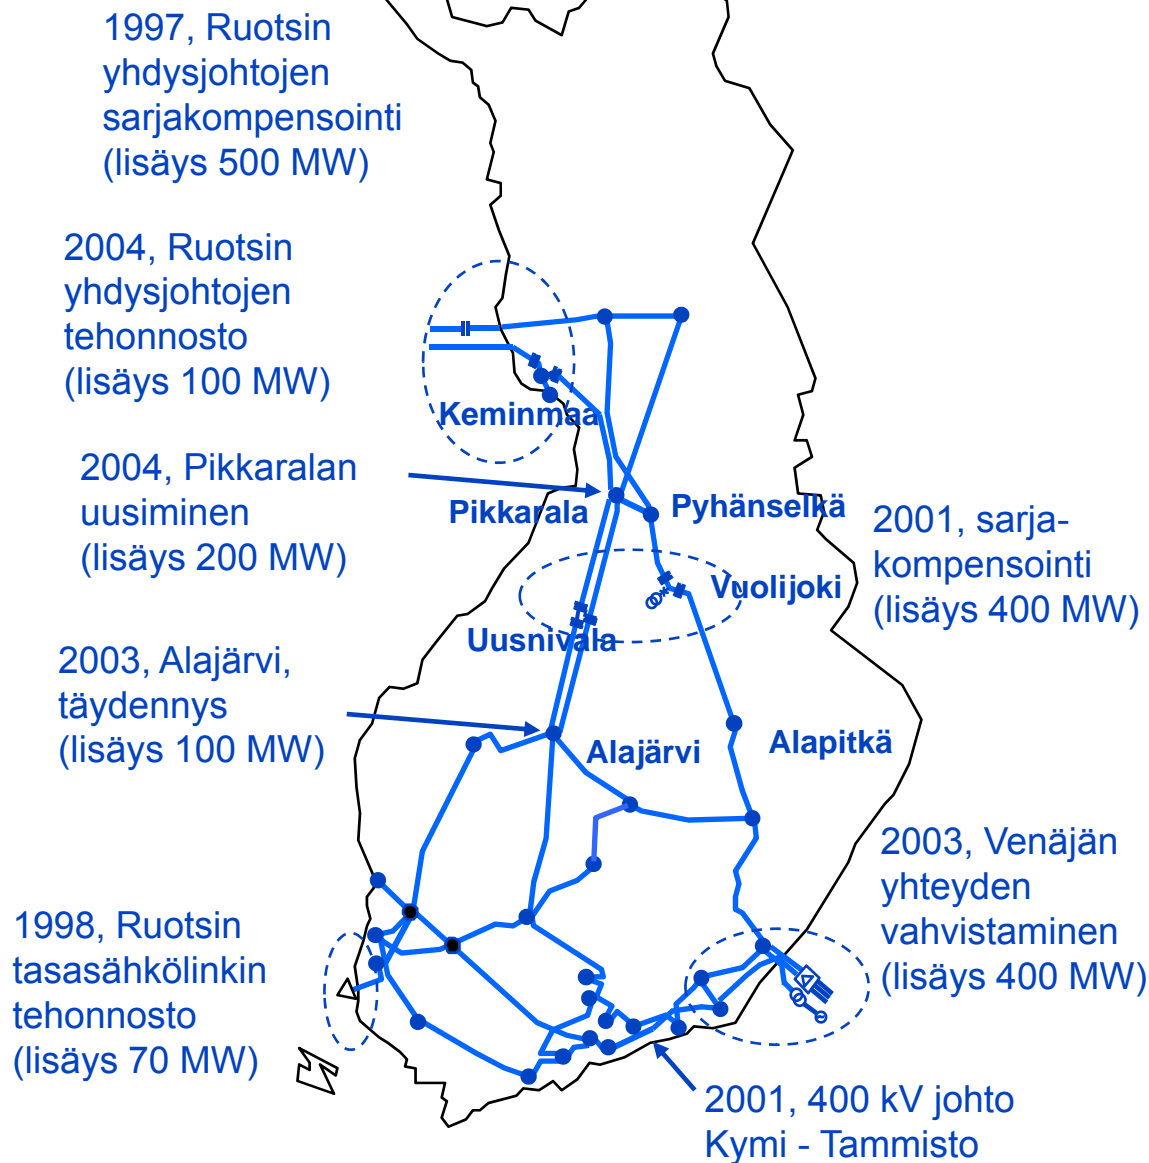 1997, Ruotsin
yhdysjohtojen
sarjakompensointi
(lisäys 500 MW)
2004, Ruotsin
yhdysjohtojen
tehonnosto
(lisäys 100 MW)
Keminmaa
2004, Pikkaralan
uusiminen
(lisäys 200 MW)
Pikkarala
Pyhänselkä
2001, sarja-
kompensointi
(lisäys 400 MW)
Vuolijoki
Uusnivala
2003, Alajärvi,
täydennys
(lisäys 100 MW)
Alajärvi
Alapitkä
2003, Venäjän
yhteyden
vahvistaminen
(lisäys 400 MW)
1998, Ruotsin
tasasähkölinkin
tehonnosto
(lisäys 70 MW)
2001, 400 kV johto
Kymi - Tammisto